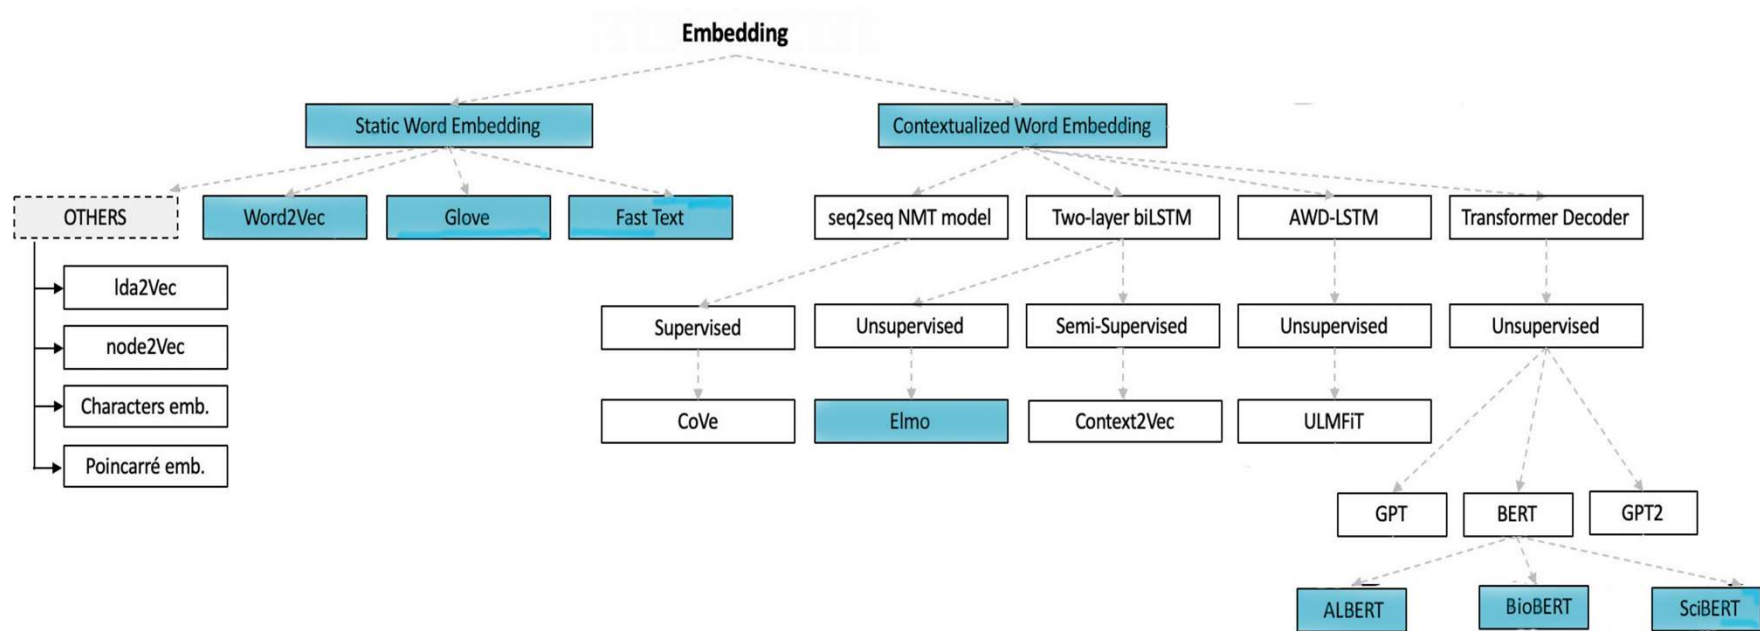 Embedding
Static Word Embedding
Contextualized Word Embedding
OTHERS
Word2Vec
Glove
Fast Text
seq2seq NMT model
Two-layer biLSTM
AWD-LSTM
Transformer Decoder
lda2Vec
node2Vec
Characters emb.
Poincarré emb.
Supervised
Unsupervised
Semi-Supervised
Unsupervised
Unsupervised
CoVe
Elmo
Context2Vec
ULMFiT
GPT
BERT
GPT2
ALBERT
BioBERT
SciBERT